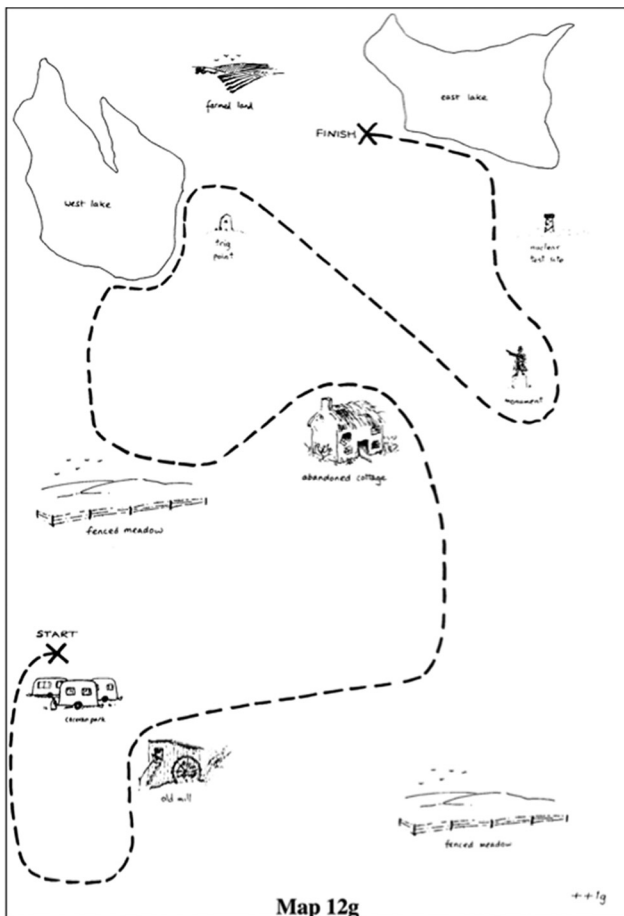 farmed land
east lake
FINISH
west lake
trig
point
nuclear
test site
monument
abandoned cottage
fenced meadow
START
caravan park
old mill
fenced meadow
Map 12g
++1g